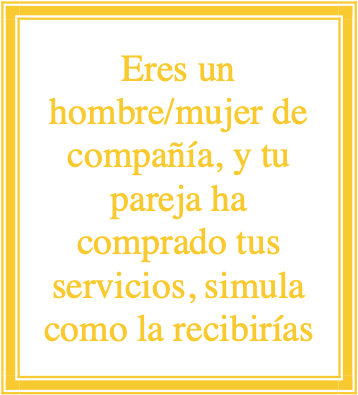 Eres un
hombre/mujer de
compañía, y tu
pareja ha
comprado tus
servicios, simula
como la recibirías